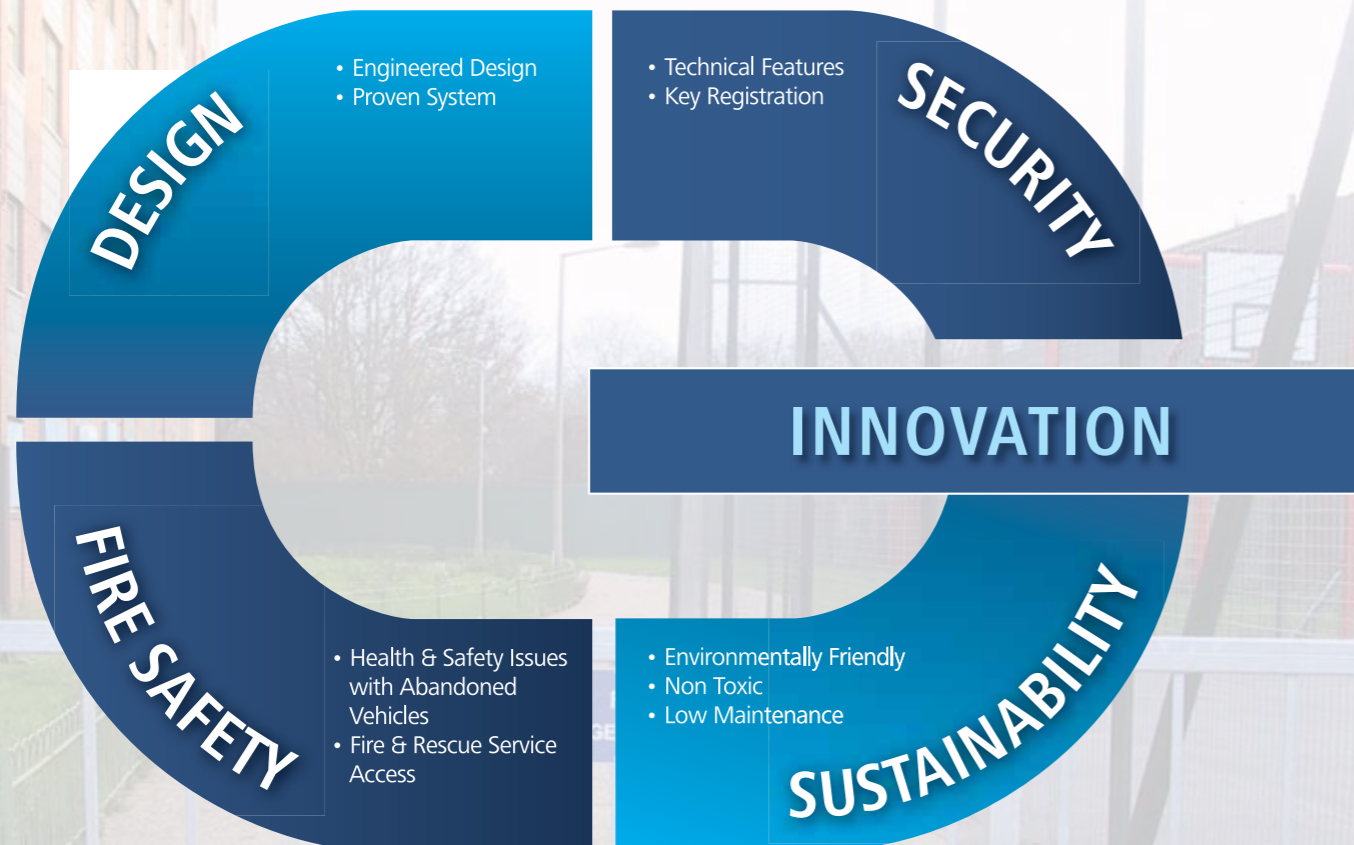 DESIGN
• Engineered Design
• Proven System
• Technical Features
• Key Registration
SECURITY
INNOVATION
FIRE SAFETY
• Health & Safety Issues
with Abandoned
Vehicles
• Fire & Rescue Service
Access
• Environmentally Friendly
• Non Toxic
• Low Maintenance
SUSTAINABILITY